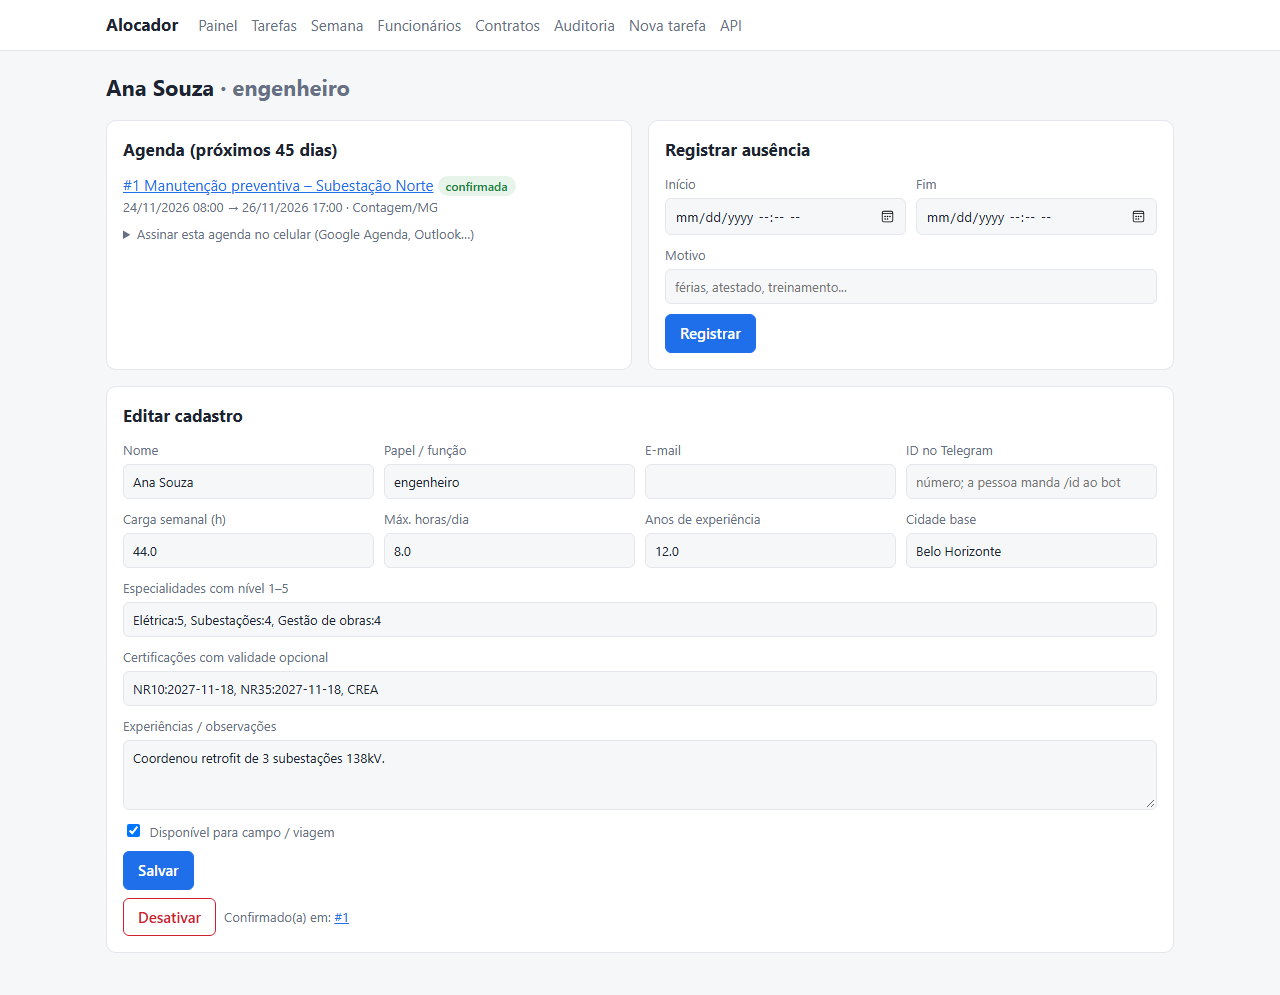 Alocador Painel Tarefas Semana Funcionários Contratos Auditoria Nova tarefa API
Ana Souza · engenheiro
Agenda (próximos 45 dias)
#1 Manutenção preventiva – Subestação Norte confirmada
24/11/2026 08:00 → 26/11/2026 17:00 · Contagem/MG
Assinar esta agenda no celular (Google Agenda, Outlook...)
Registrar ausência
Início Fim
mm/dd/yyyy --:-- -- mm/dd/yyyy --:-- --
Motivo
férias, atestado, treinamento...
Registrar
Editar cadastro
Nome Papel / função E-mail ID no Telegram
Ana Souza engenheiro número; a pessoa manda /id ao bot
Carga semanal (h) Máx. horas/dia Anos de experiência Cidade base
44.0 8.0 12.0 Belo Horizonte
Especialidades com nível 1–5
Elétrica:5, Subestações:4, Gestão de obras:4
Certificações com validade opcional
NR10:2027-11-18, NR35:2027-11-18, CREA
Experiências / observações
Coordenou retrofit de 3 subestações 138kV.
Disponível para campo / viagem
Salvar
Desativar Confirmado(a) em: #1